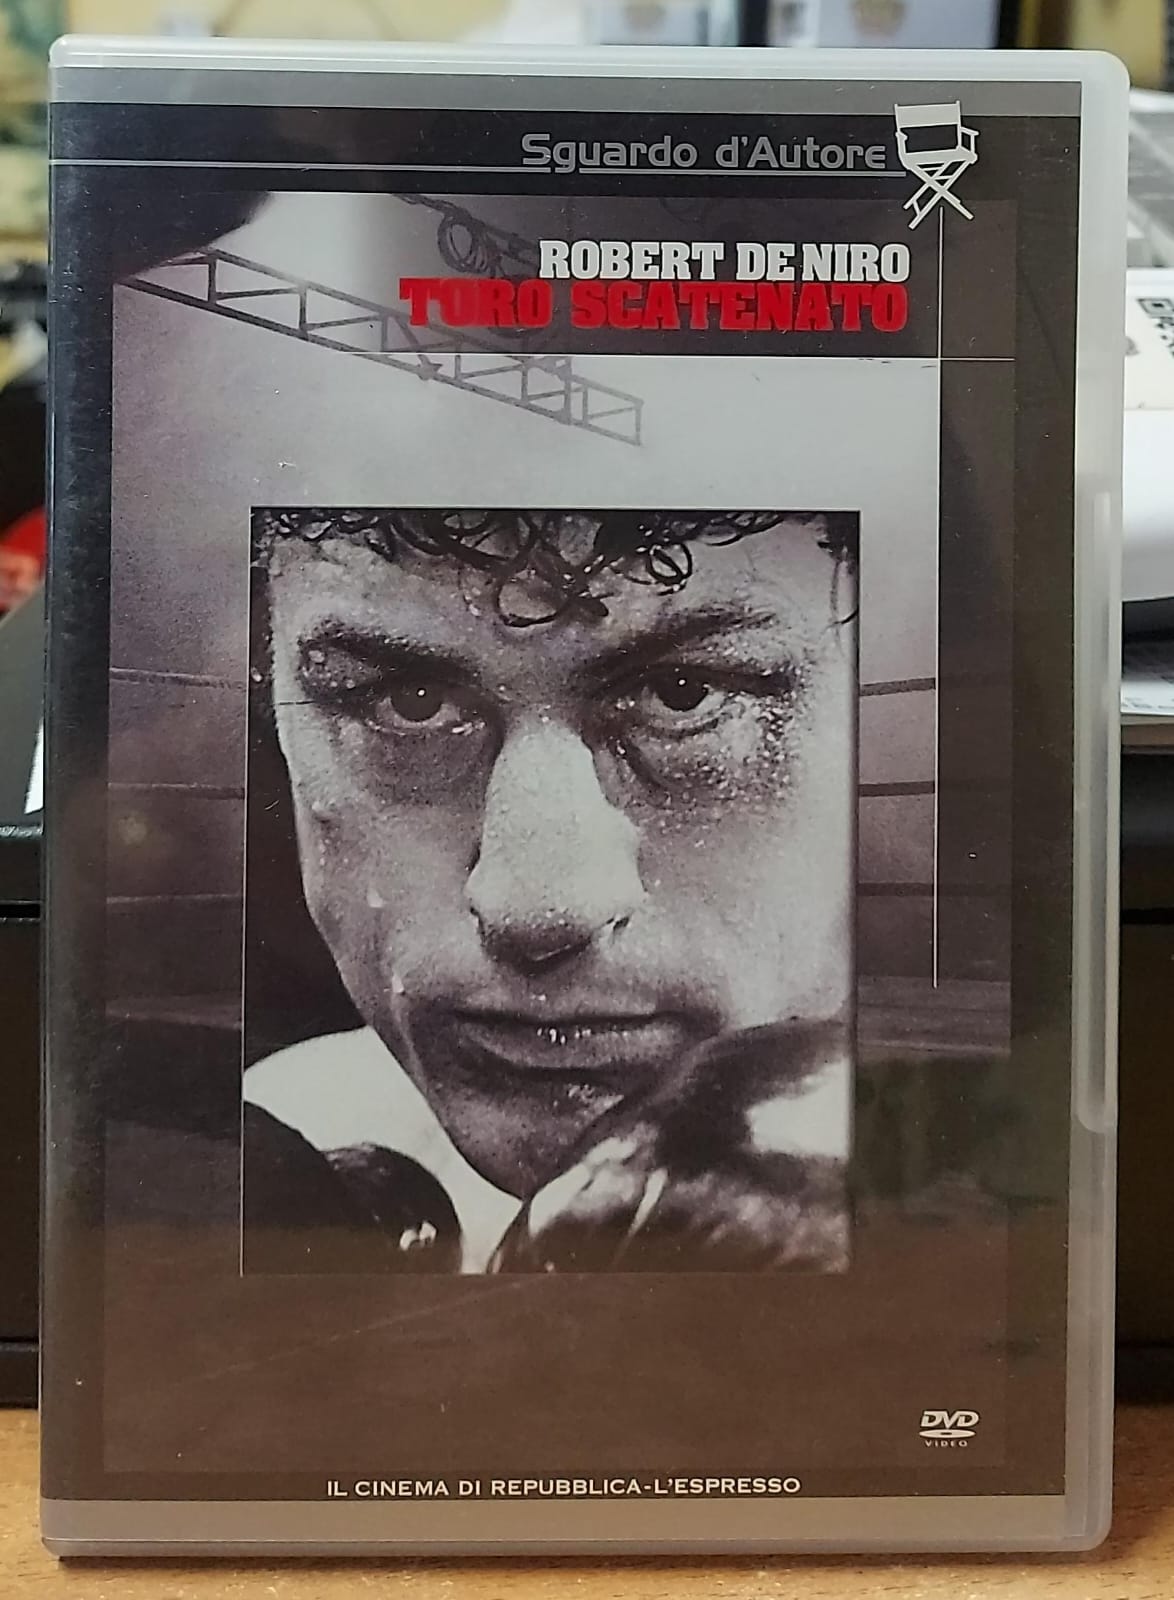 Sguardo d'Autore
ROBERT DE NIRO
TORO SCATENATO
DVD
VIDEO
IL CINEMA DI REPUBBLICA-L'ESPRESSO